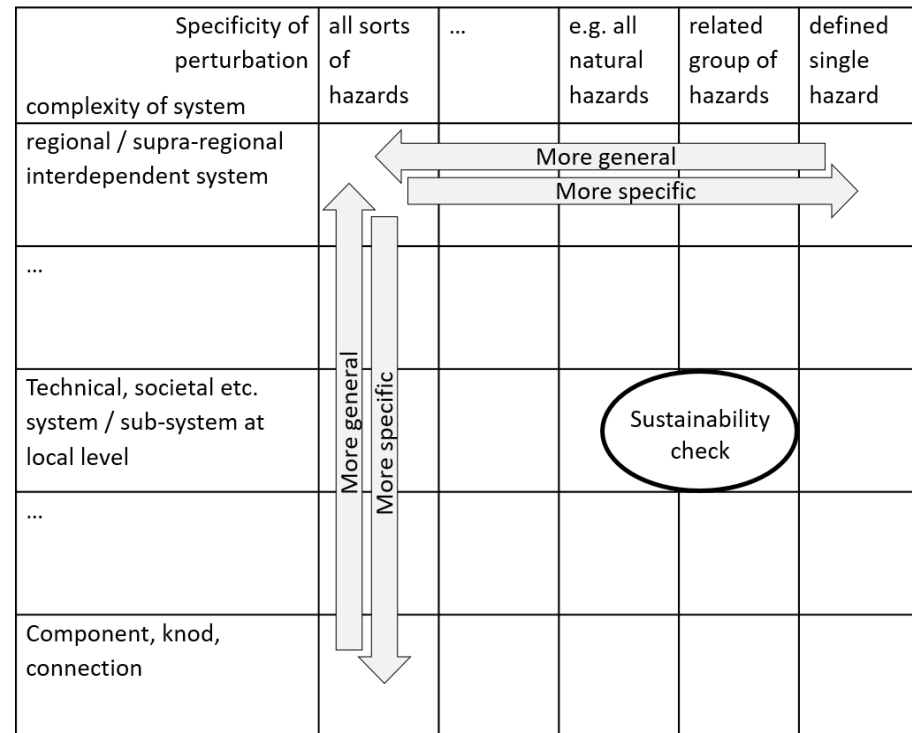 Specificity of
perturbation
complexity of system
all sorts
of
hazards
...
e.g. all
natural
hazards
related
group of
hazards
defined
single
hazard
regional / supra-regional
interdependent system
More general
More specific
...
Technical, societal etc.
system / sub-system at
local level
More general
More specific
Sustainability
check
...
Component, knod,
connection